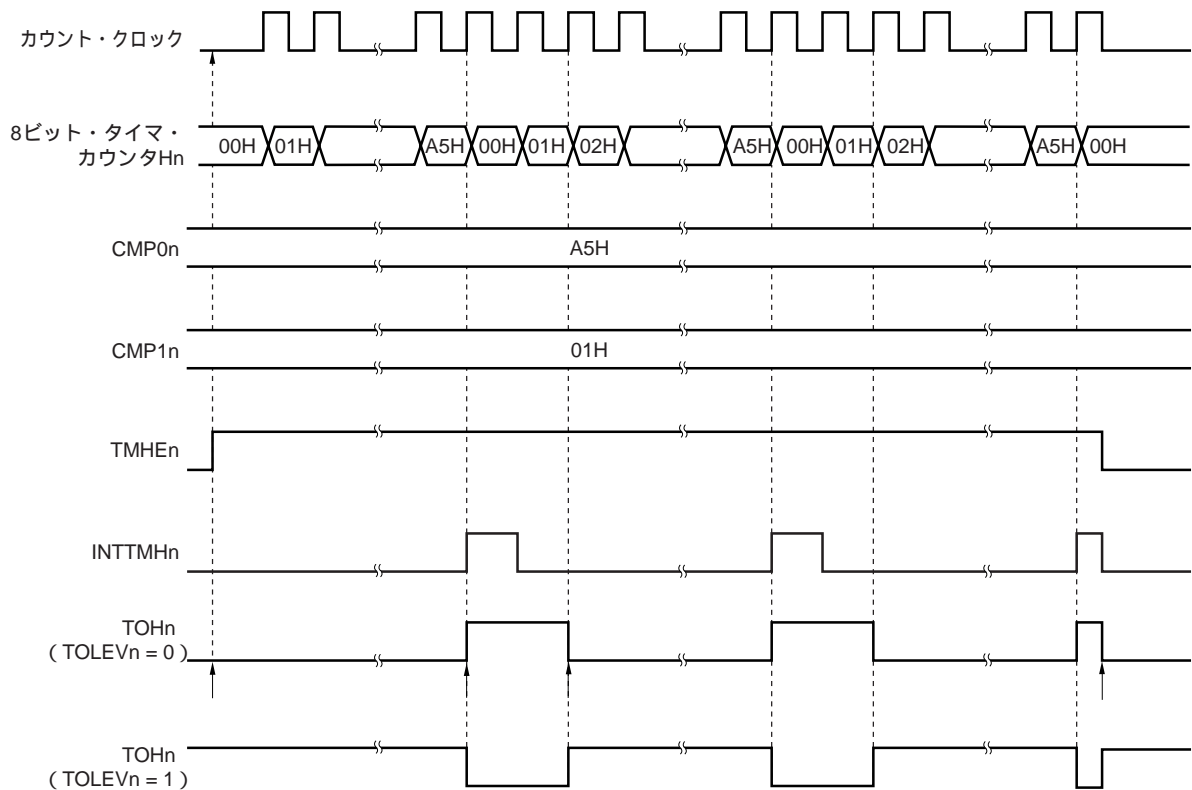 カウント・クロック
8ビット・タイマ・
カウンタHn
00H 01H A5H 00H 01H 02H A5H 00H 01H 02H A5H 00H
CMP0n
A5H
CMP1n
01H
TMHEn
INTTMHn
TOHn
（TOLEVn = 0）
TOHn
（TOLEVn = 1）